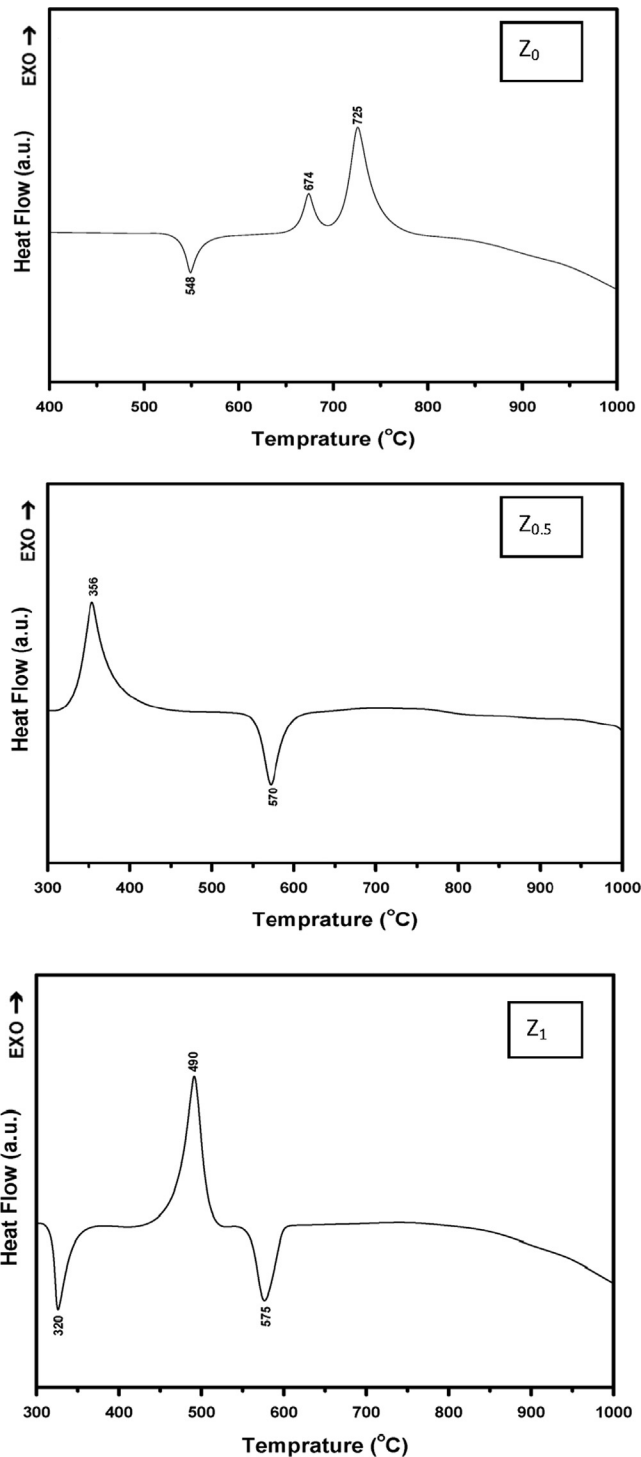 EXO →
Heat Flow (a.u.)
Z0
548
674
725
400 500 600 700 800 900 1000
Temprature (°C)
EXO →
Heat Flow (a.u.)
Z0.5
356
570
300 400 500 600 700 800 900 1000
Temprature (°C)
EXO →
Heat Flow (a.u.)
Z1
320
490
575
300 400 500 600 700 800 900 1000
Temprature (°C)